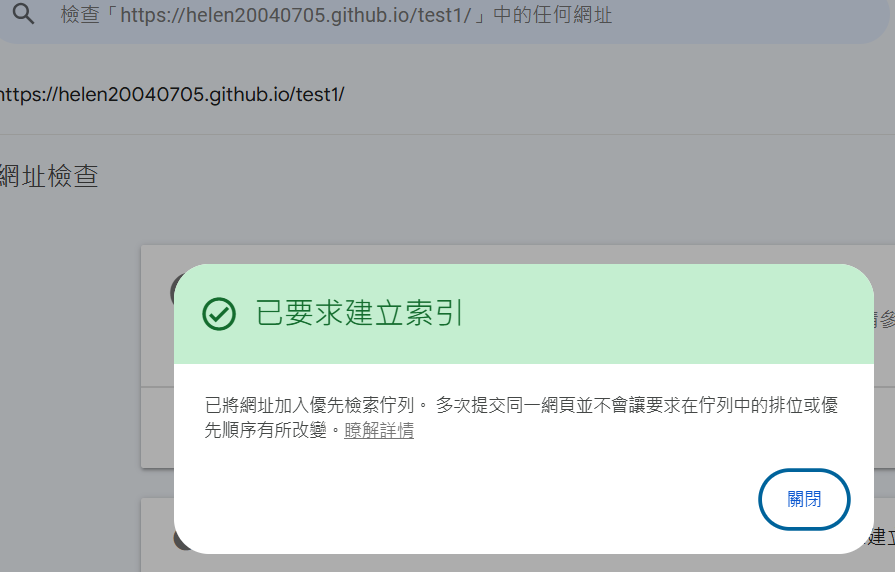 檢查「https://helen20040705.github.io/test1/」中的任何網址
https://helen20040705.github.io/test1/
網址檢查
已要求建立索引
已將網址加入優先檢索佇列。 多次提交同一網頁並不會讓要求在佇列中的排位或優
先順序有所改變。瞭解詳情
關閉
建立